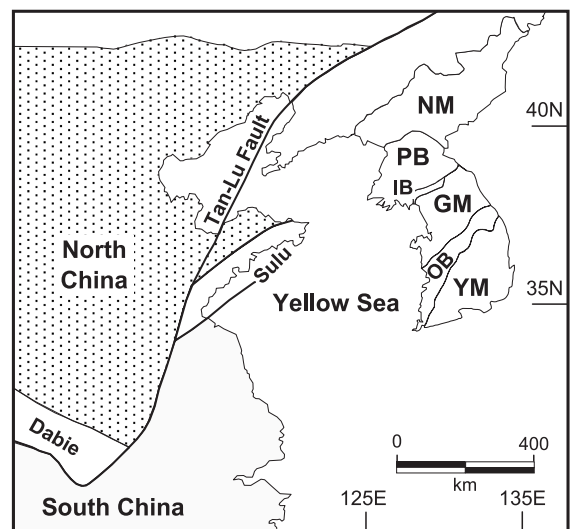 NM
40N
PB
IB
GM
Tan-Lu Fault
North
China
Sulu
OB
YM
35N
Yellow Sea
Dabie
0
400
km
South China
125E
135E